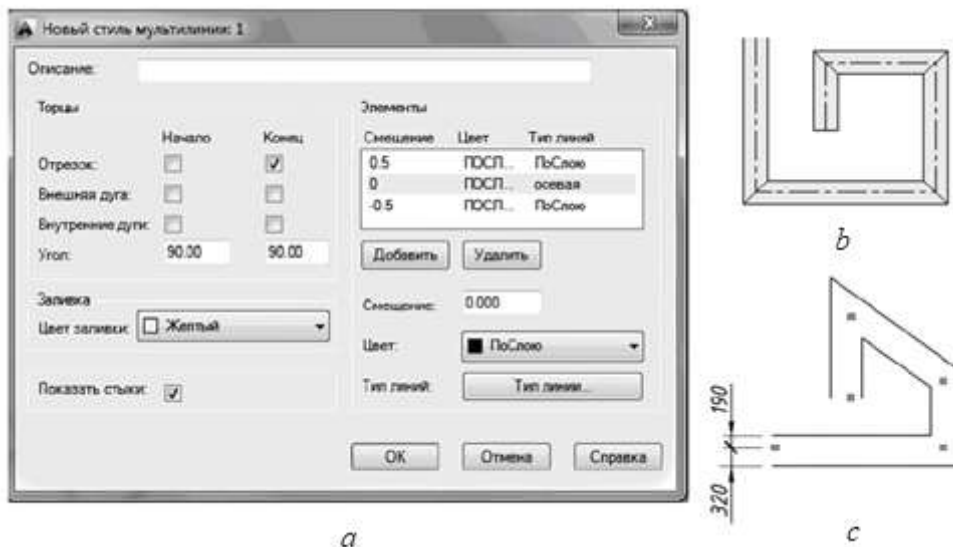 Новый стиль мультилинии: 1
Описание:
Торцы
Начало Конец
Отрезок:
Внешняя дуга:
Внутренние дуги:
Угол: 90.00 90.00
Заливка
Цвет заливки: Желтый
Показать стыки:
Элементы
Смещение Цвет Тип линий
0.5 ПОСЛ... ПоСлою
0 ПОСЛ... осевая
-0.5 ПОСЛ... ПоСлою
Добавить Удалить
Смещение: 0.000
Цвет: ПоСлою
Тип линий: Тип линии...
ОК Отмена Справка
a
b
190
320
c